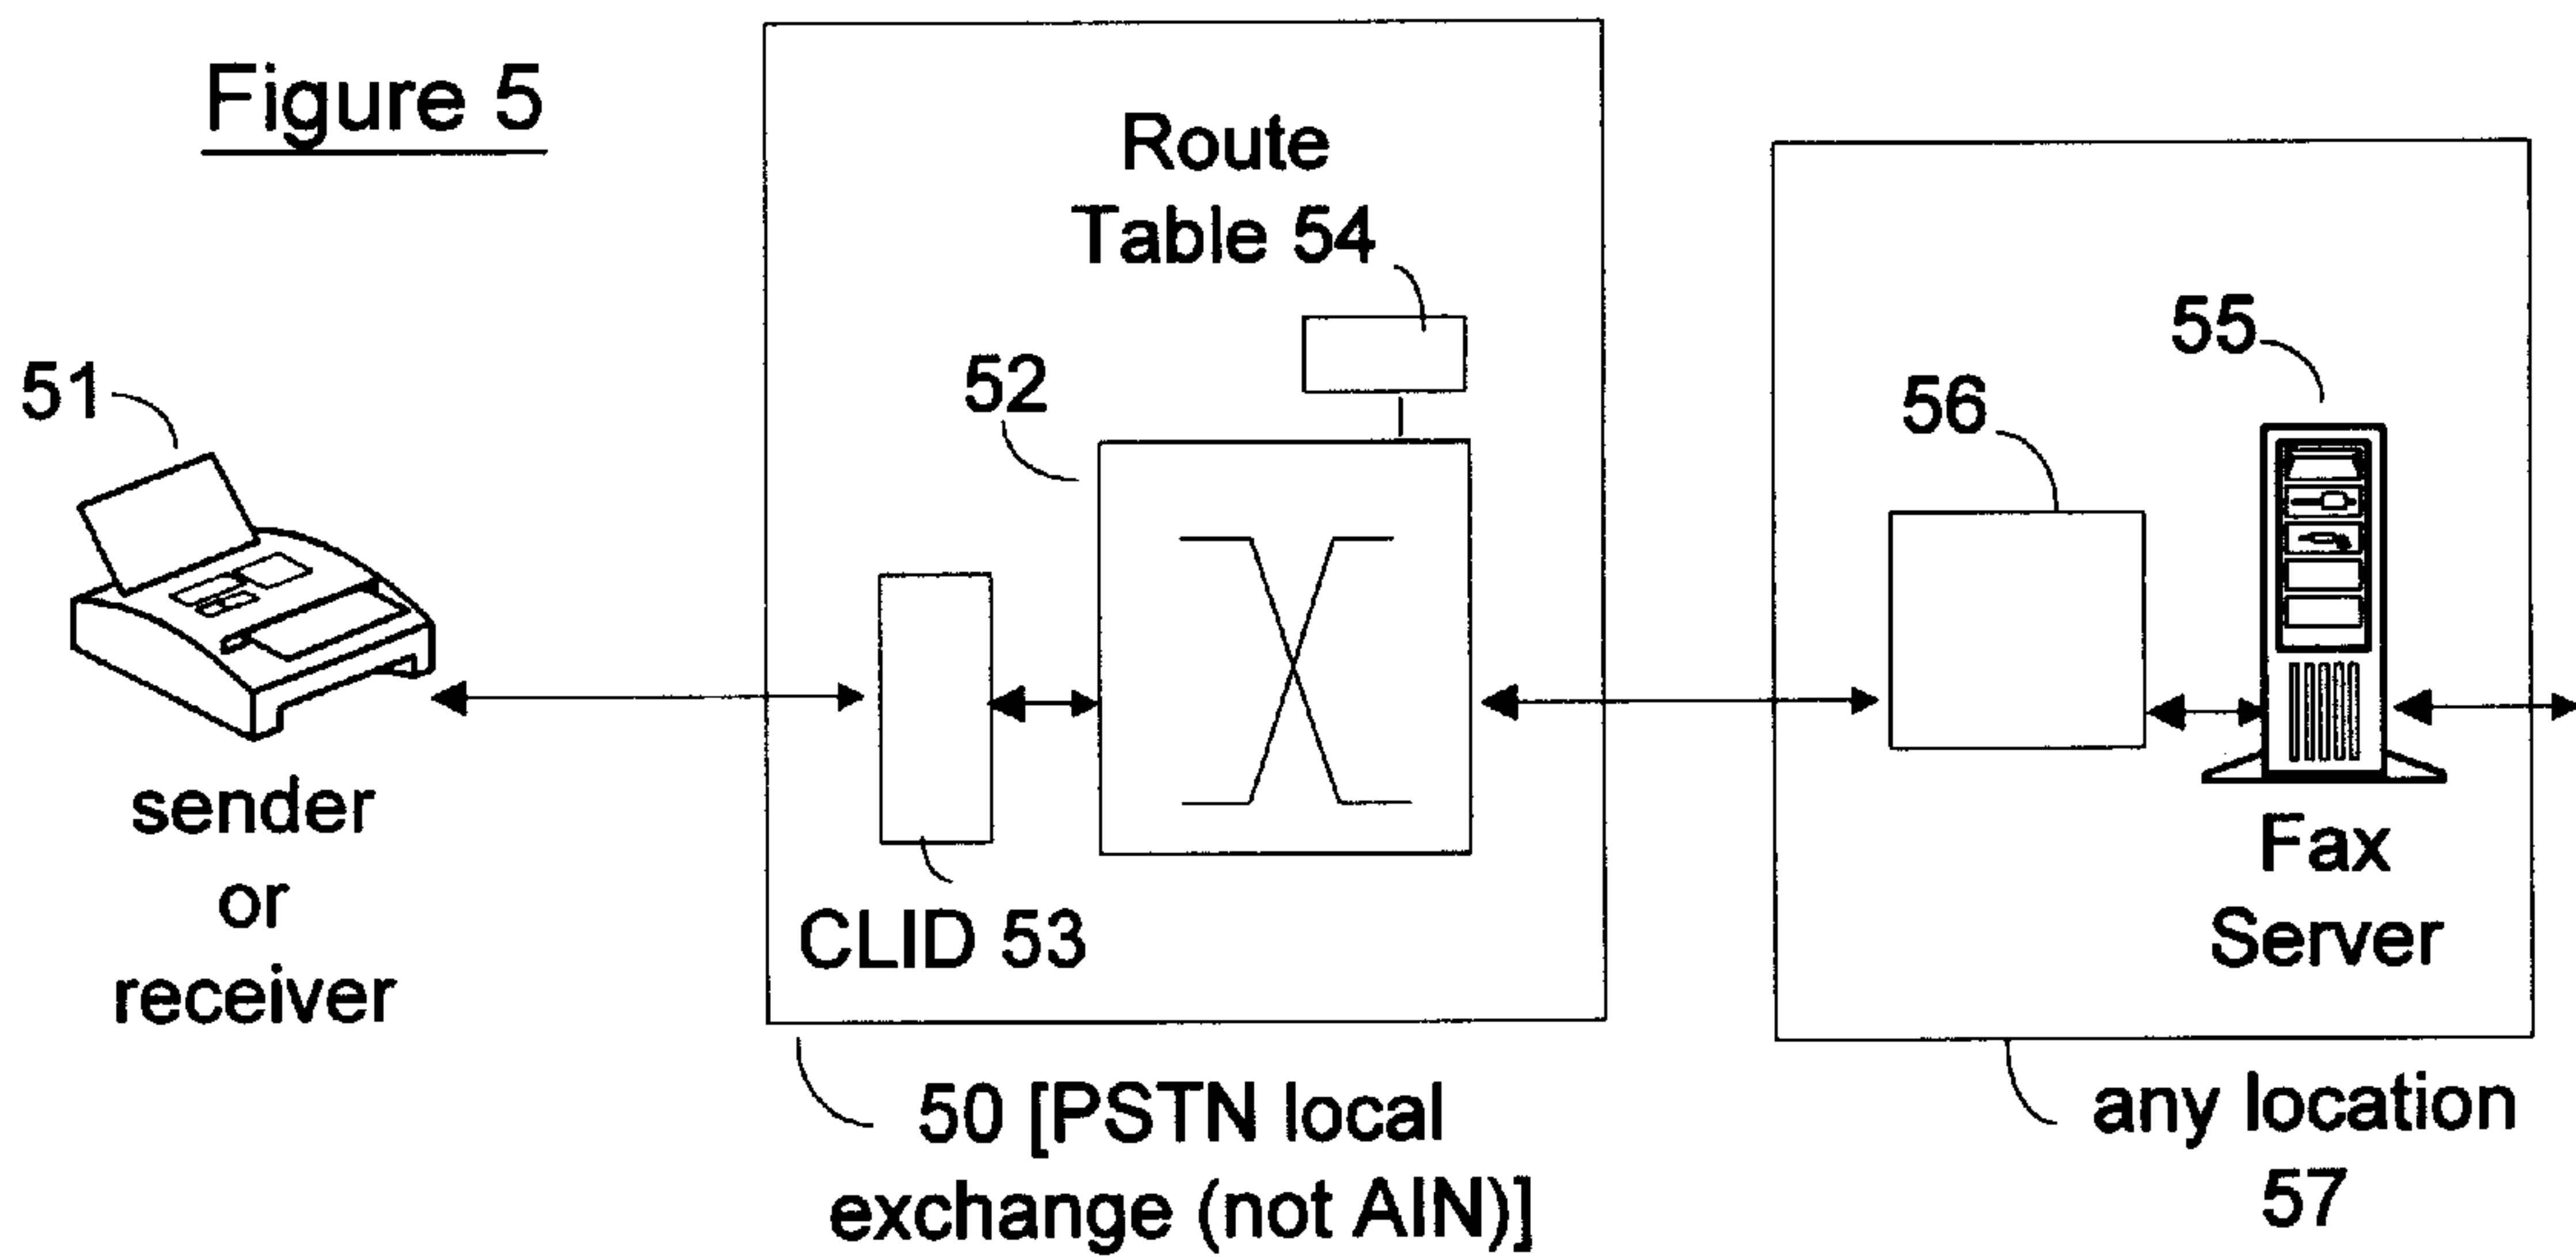 Figure 5
51
sender
or
receiver
Route
Table 54
52
CLID 53
50 [PSTN local
exchange (not AIN)]
56
55
Fax
Server
any location
57